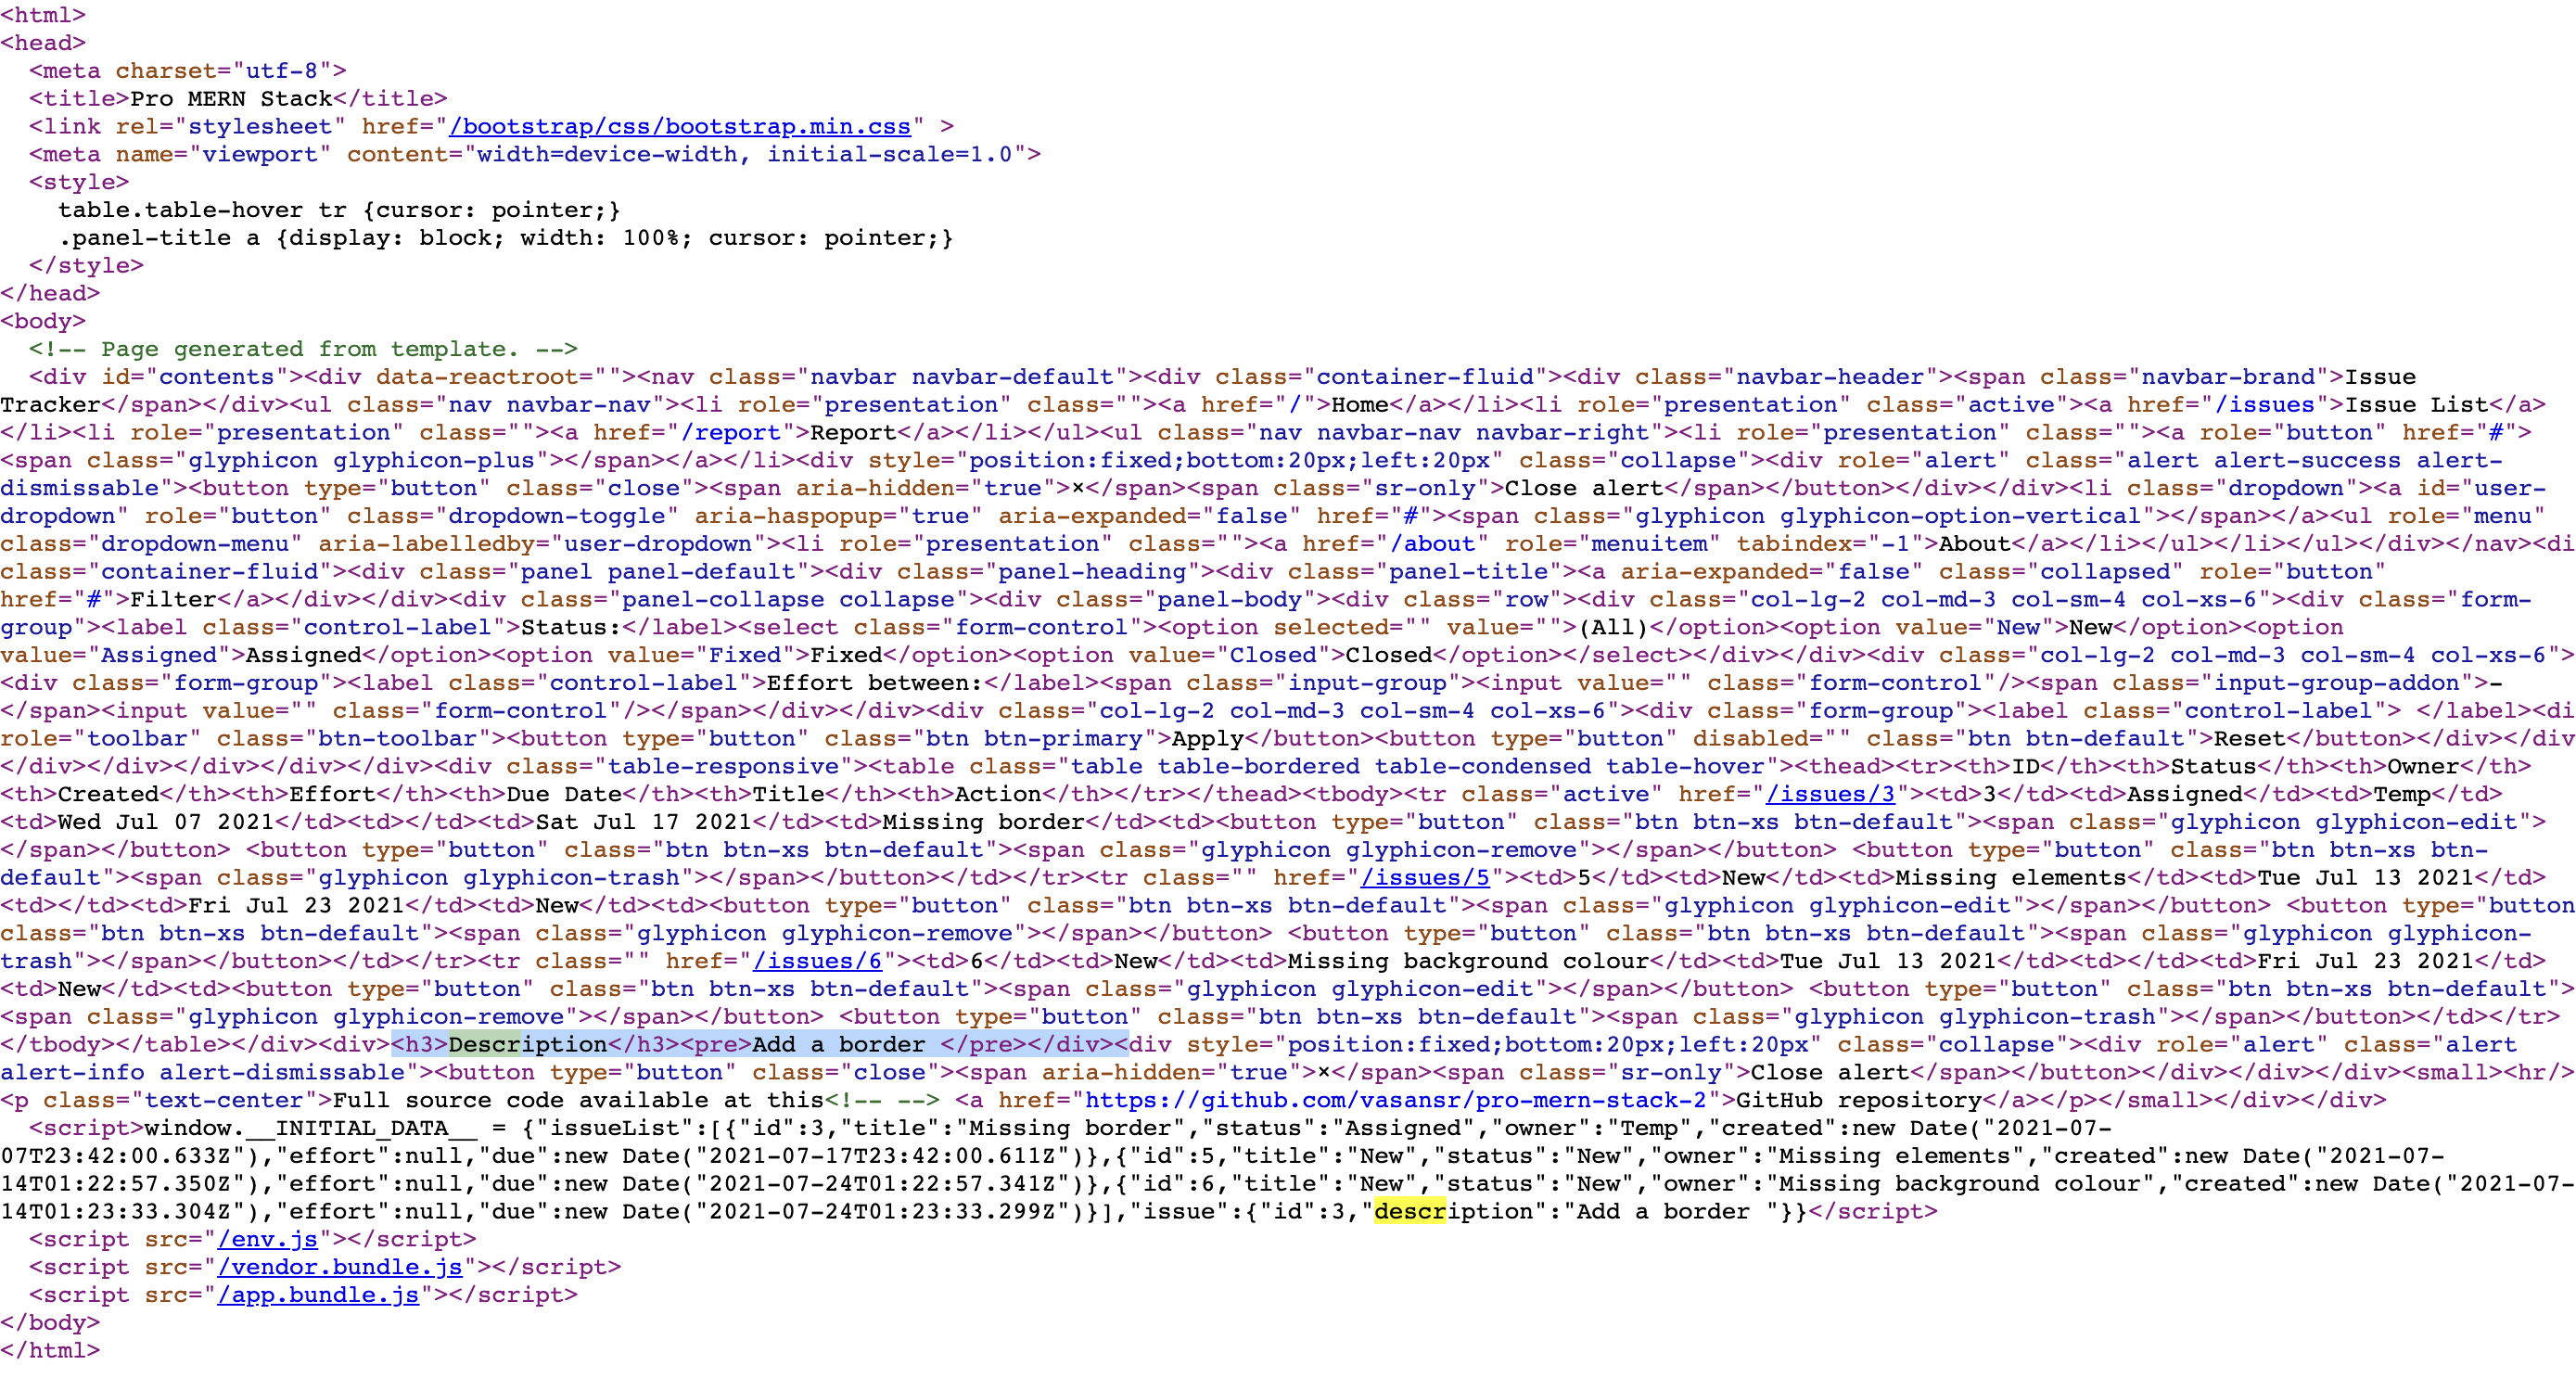 <html>
<head>
  <meta charset="utf-8">
  <title>Pro MERN Stack</title>
  <link rel="stylesheet" href="/bootstrap/css/bootstrap.min.css" >
  <meta name="viewport" content="width=device-width, initial-scale=1.0">
  <style>
    table.table-hover tr {cursor: pointer;}
    .panel-title a {display: block; width: 100%; cursor: pointer;}
  </style>
</head>
<body>
  <!-- Page generated from template. -->
  <div id="contents"><div data-reactroot=""><nav class="navbar navbar-default"><div class="container-fluid"><div class="navbar-header"><span class="navbar-brand">Issue
Tracker</span></div><ul class="nav navbar-nav"><li role="presentation" class=""><a href="/">Home</a></li><li role="presentation" class="active"><a href="/issues">Issue List</a>
</li><li role="presentation" class=""><a href="/report">Report</a></li></ul><ul class="nav navbar-nav navbar-right"><li role="presentation" class=""><a role="button" href="#">
<span class="glyphicon glyphicon-plus"></span></a></li><div style="position:fixed;bottom:20px;left:20px" class="collapse"><div role="alert" class="alert alert-success alert-
dismissable"><button type="button" class="close"><span aria-hidden="true">×</span><span class="sr-only">Close alert</span></button></div></div><li class="dropdown"><a id="user-
dropdown" role="button" class="dropdown-toggle" aria-haspopup="true" aria-expanded="false" href="#"><span class="glyphicon glyphicon-option-vertical"></span></a><ul role="menu"
class="dropdown-menu" aria-labelledby="user-dropdown"><li role="presentation" class=""><a href="/about" role="menuitem" tabindex="-1">About</a></li></ul></li></ul></div></nav><di
class="container-fluid"><div class="panel panel-default"><div class="panel-heading"><div class="panel-title"><a aria-expanded="false" class="collapsed" role="button"
href="#">Filter</a></div></div><div class="panel-collapse collapse"><div class="panel-body"><div class="row"><div class="col-lg-2 col-md-3 col-sm-4 col-xs-6"><div class="form-
group"><label class="control-label">Status:</label><select class="form-control"><option selected="" value="">(All)</option><option value="New">New</option><option
value="Assigned">Assigned</option><option value="Fixed">Fixed</option><option value="Closed">Closed</option></select></div></div><div class="col-lg-2 col-md-3 col-sm-4 col-xs-6">
<div class="form-group"><label class="control-label">Effort between:</label><span class="input-group"><input value="" class="form-control"/><span class="input-group-addon">-
</span><input value="" class="form-control"/></span></div></div><div class="col-lg-2 col-md-3 col-sm-4 col-xs-6"><div class="form-group"><label class="control-label"> </label><di
role="toolbar" class="btn-toolbar"><button type="button" class="btn btn-primary">Apply</button><button type="button" disabled="" class="btn btn-default">Reset</button></div></div
</div></div></div></div></div><div class="table-responsive"><table class="table table-bordered table-condensed table-hover"><thead><tr><th>ID</th><th>Status</th><th>Owner</th>
<th>Created</th><th>Effort</th><th>Due Date</th><th>Title</th><th>Action</th></tr></thead><tbody><tr class="active" href="/issues/3"><td>3</td><td>Assigned</td><td>Temp</td>
<td>Wed Jul 07 2021</td><td></td><td>Sat Jul 17 2021</td><td>Missing border</td><td><button type="button" class="btn btn-xs btn-default"><span class="glyphicon glyphicon-edit">
</span></button> <button type="button" class="btn btn-xs btn-default"><span class="glyphicon glyphicon-remove"></span></button> <button type="button" class="btn btn-xs btn-
default"><span class="glyphicon glyphicon-trash"></span></button></td></tr><tr class="" href="/issues/5"><td>5</td><td>New</td><td>Missing elements</td><td>Tue Jul 13 2021</td>
<td></td><td>Fri Jul 23 2021</td><td>New</td><td><button type="button" class="btn btn-xs btn-default"><span class="glyphicon glyphicon-edit"></span></button> <button type="button
class="btn btn-xs btn-default"><span class="glyphicon glyphicon-remove"></span></button> <button type="button" class="btn btn-xs btn-default"><span class="glyphicon glyphicon-
trash"></span></button></td></tr><tr class="" href="/issues/6"><td>6</td><td>New</td><td>Missing background colour</td><td>Tue Jul 13 2021</td><td></td><td>Fri Jul 23 2021</td>
<td>New</td><td><button type="button" class="btn btn-xs btn-default"><span class="glyphicon glyphicon-edit"></span></button> <button type="button" class="btn btn-xs btn-default">
<span class="glyphicon glyphicon-remove"></span></button> <button type="button" class="btn btn-xs btn-default"><span class="glyphicon glyphicon-trash"></span></button></td></tr>
</tbody></table></div><div><h3>Description</h3><pre>Add a border </pre></div><div style="position:fixed;bottom:20px;left:20px" class="collapse"><div role="alert" class="alert
alert-info alert-dismissable"><button type="button" class="close"><span aria-hidden="true">×</span><span class="sr-only">Close alert</span></button></div></div></div><small><hr/>
<p class="text-center">Full source code available at this<!-- --> <a href="https://github.com/vasansr/pro-mern-stack-2">GitHub repository</a></p></small></div></div>
  <script>window.__INITIAL_DATA__ = {"issueList":[{"id":3,"title":"Missing border","status":"Assigned","owner":"Temp","created":new Date("2021-07-
07T23:42:00.633Z"),"effort":null,"due":new Date("2021-07-17T23:42:00.611Z")},{"id":5,"title":"New","status":"New","owner":"Missing elements","created":new Date("2021-07-
14T01:22:57.350Z"),"effort":null,"due":new Date("2021-07-24T01:22:57.341Z")},{"id":6,"title":"New","status":"New","owner":"Missing background colour","created":new Date("2021-07-
14T01:23:33.304Z"),"effort":null,"due":new Date("2021-07-24T01:23:33.299Z")}],"issue":{"id":3,"description":"Add a border "}}</script>
  <script src="/env.js"></script>
  <script src="/vendor.bundle.js"></script>
  <script src="/app.bundle.js"></script>
</body>
</html>